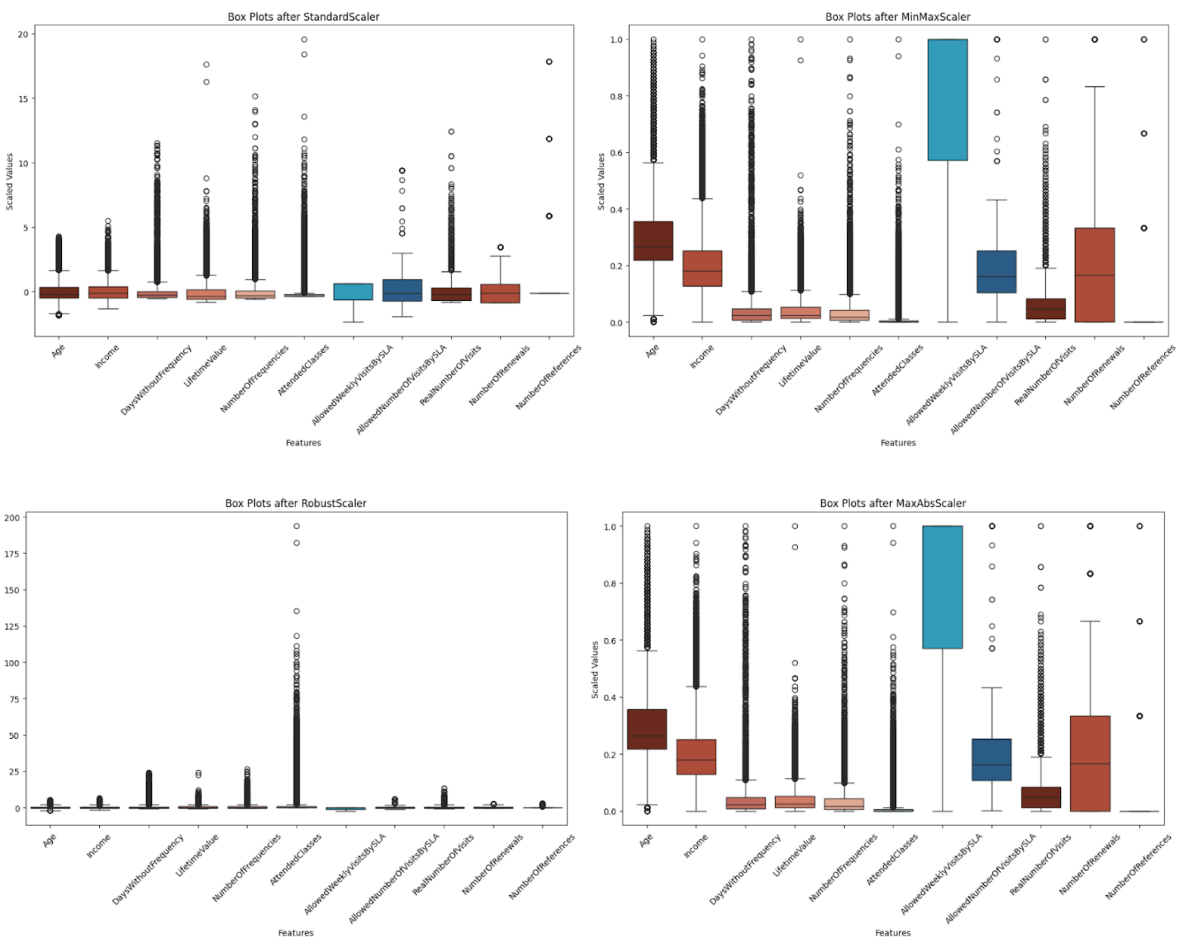 Box Plots after StandardScaler
20
15
10
5
0
Scaled Values
Age
Income
DaysWithoutFrequency
LifetimeValue
NumberOfFrequencies
AttendedClasses
AllowedWeeklyVisitsBySLA
AllowedNumberOfVisitsBySLA
RealNumberOfVisits
NumberOfRenewals
NumberOfReferences
Features
Box Plots after MinMaxScaler
1.0
0.8
0.6
0.4
0.2
0.0
Scaled Values
Age
Income
DaysWithoutFrequency
LifetimeValue
NumberOfFrequencies
AttendedClasses
AllowedWeeklyVisitsBySLA
AllowedNumberOfVisitsBySLA
RealNumberOfVisits
NumberOfRenewals
NumberOfReferences
Features
Box Plots after RobustScaler
200
175
150
125
100
75
50
25
0
Age
Income
DaysWithoutFrequency
LifetimeValue
NumberOfFrequencies
AttendedClasses
AllowedWeeklyVisitsBySLA
AllowedNumberOfVisitsBySLA
RealNumberOfVisits
NumberOfRenewals
NumberOfReferences
Features
Box Plots after MaxAbsScaler
1.0
0.8
0.6
0.4
0.2
0.0
Scaled Values
Age
Income
DaysWithoutFrequency
LifetimeValue
NumberOfFrequencies
AttendedClasses
AllowedWeeklyVisitsBySLA
AllowedNumberOfVisitsBySLA
RealNumberOfVisits
NumberOfRenewals
NumberOfReferences
Features